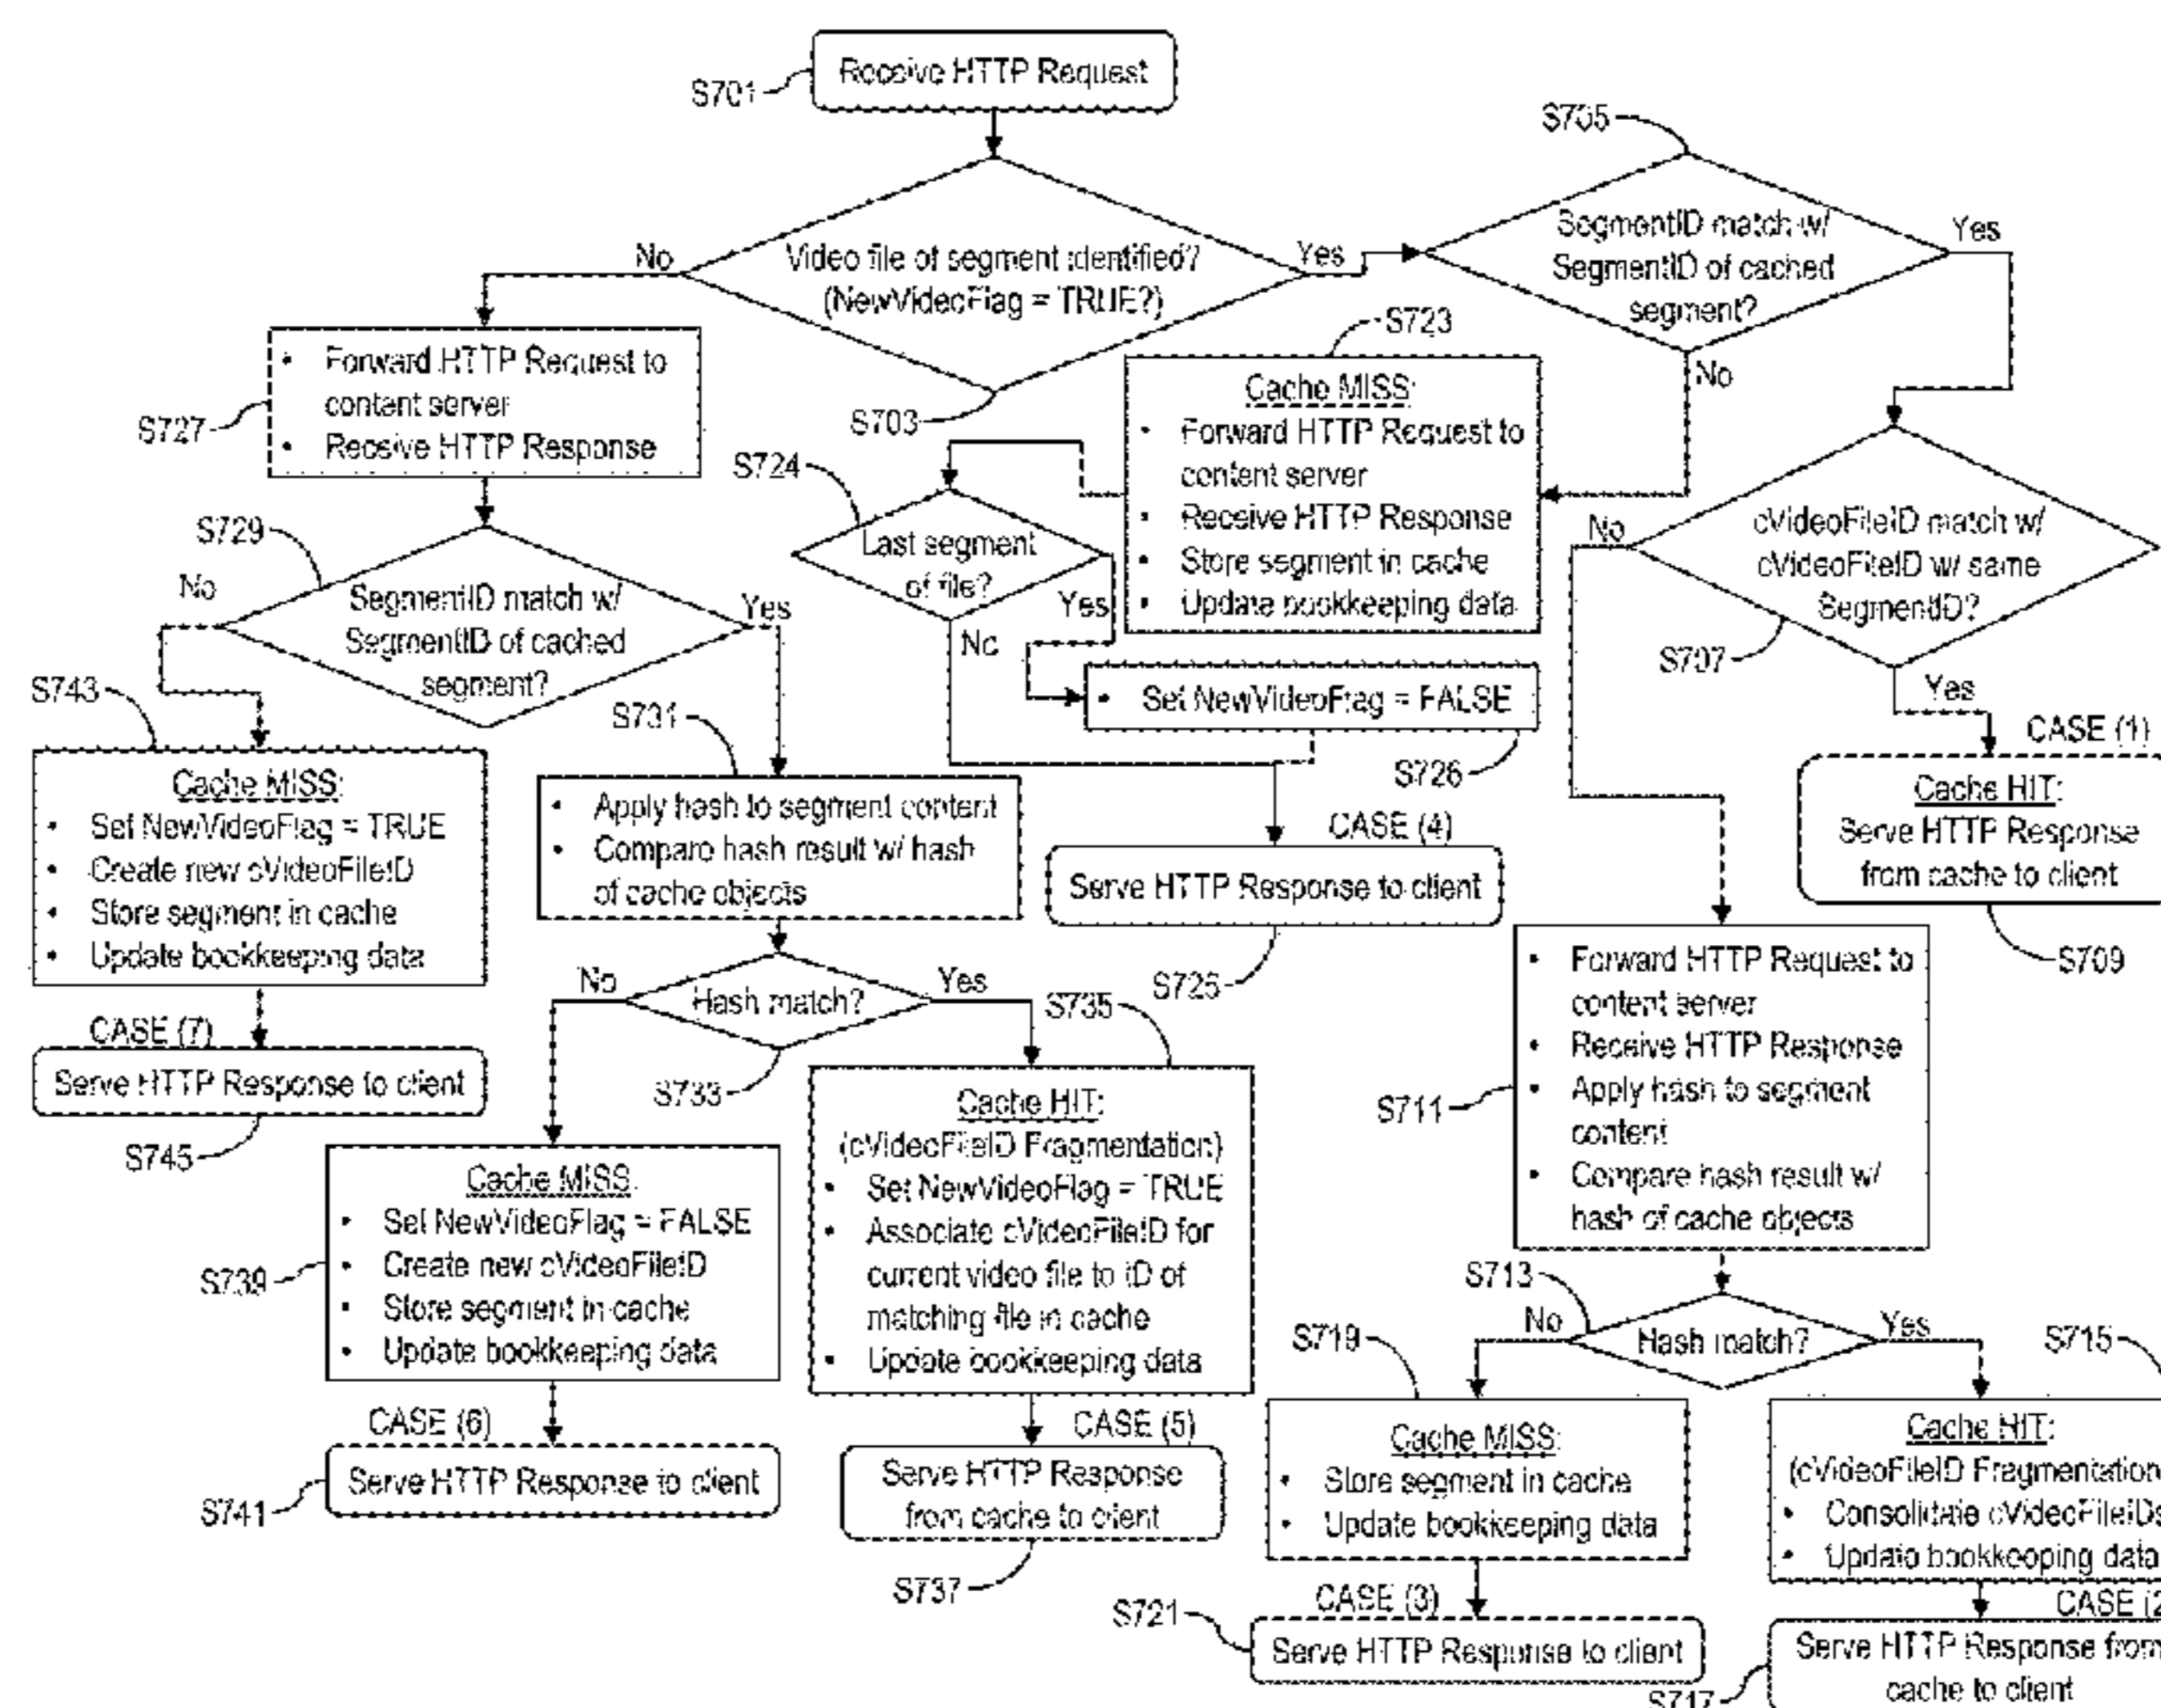 S701
Receive HTTP Request
S703
Video file of segment identified?
(NewVideoFlag = TRUE?)
No
Yes
S705
SegmentID match w/
SegmentID of cached
segment?
Yes
No
S727
• Forward HTTP Request to
content server
• Receive HTTP Response
S723
Cache MISS:
• Forward HTTP Request to
content server
• Receive HTTP Response
• Store segment in cache
• Update bookkeeping data
S724
Last segment
of file?
Yes
No
• Set NewVideoFlag = FALSE
S726
CASE (4)
Serve HTTP Response to client
S725
S707
cVideoFileID match w/
cVideoFileID w/ same
SegmentID?
No
Yes
CASE (1)
Cache HIT:
Serve HTTP Response
from cache to client
S709
S729
SegmentID match w/
SegmentID of cached
segment?
No
Yes
S743
Cache MISS:
• Set NewVideoFlag = TRUE
• Create new cVideoFileID
• Store segment in cache
• Update bookkeeping data
CASE (7)
Serve HTTP Response to client
S745
S731
• Apply hash to segment content
• Compare hash result w/ hash
of cache objects
Hash match?
No
Yes
S733
S735
Cache HIT:
(cVideoFileID Fragmentation)
• Set NewVideoFlag = TRUE
• Associate cVideoFileID for
current video file to ID of
matching file in cache
• Update bookkeeping data
CASE (5)
Serve HTTP Response
from cache to client
S737
S739
Cache MISS:
• Set NewVideoFlag = FALSE
• Create new cVideoFileID
• Store segment in cache
• Update bookkeeping data
CASE (6)
Serve HTTP Response to client
S741
S711
• Forward HTTP Request to
content server
• Receive HTTP Response
• Apply hash to segment
content
• Compare hash result w/
hash of cache objects
S713
Hash match?
No
Yes
S719
Cache MISS:
• Store segment in cache
• Update bookkeeping data
CASE (3)
S721
Serve HTTP Response to client
S715
Cache HIT:
(cVideoFileID Fragmentation
• Consolidate cVideoFileIDs
• Update bookkeeping data
CASE (2
Serve HTTP Response from
cache to client
S717